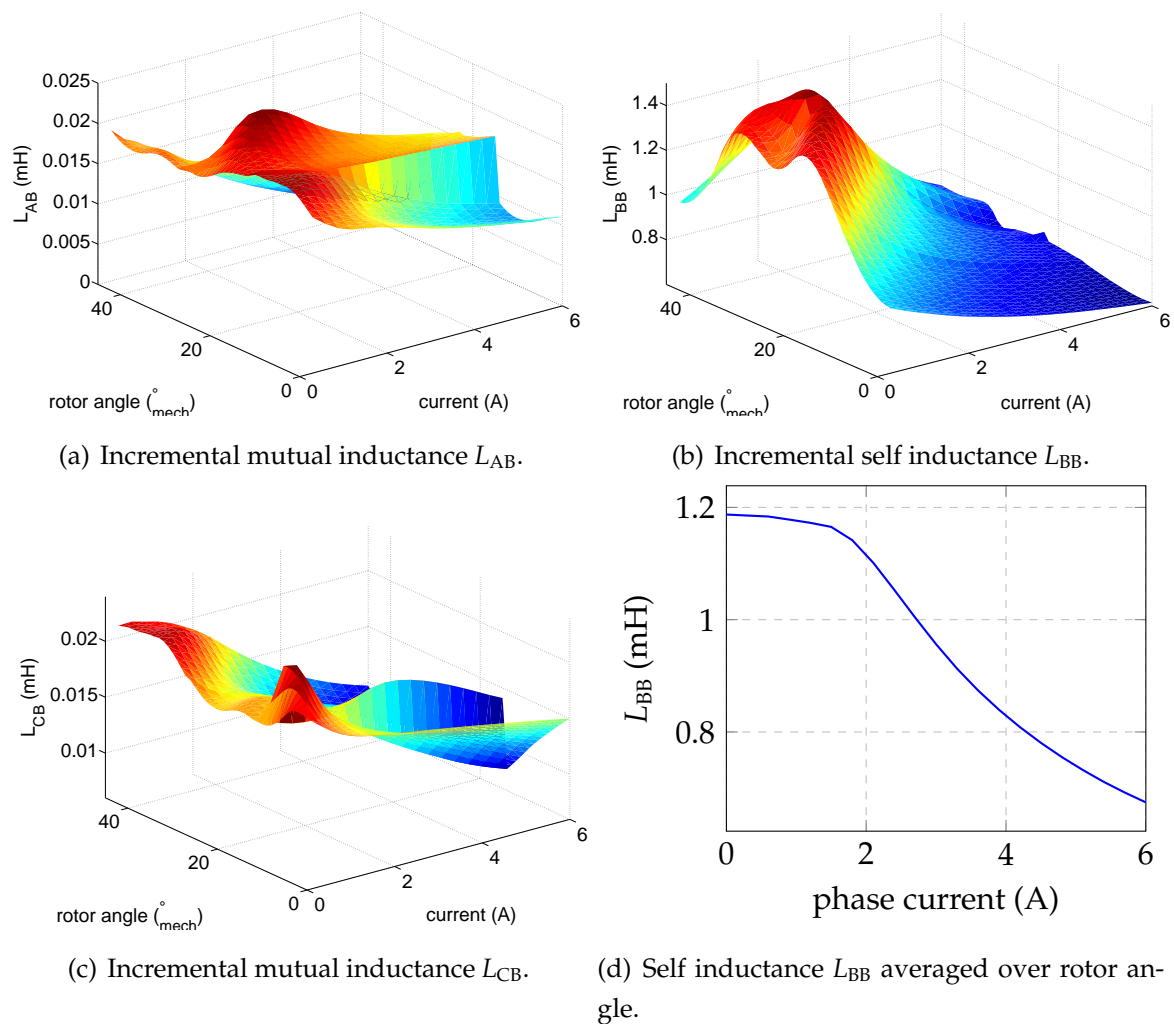 0.025
0.02
0.015
0.01
0.005
0
L_AB (mH)
40
20
0
0
2
4
6
rotor angle (°mech)
current (A)
(a) Incremental mutual inductance L_AB.
1.4
1.2
1
0.8
L_BB (mH)
40
20
0
0
2
4
6
rotor angle (°mech)
current (A)
(b) Incremental self inductance L_BB.
0.02
0.015
0.01
L_CB (mH)
40
20
0
0
2
4
6
rotor angle (°mech)
current (A)
(c) Incremental mutual inductance L_CB.
1.2
1
0.8
L_BB (mH)
0
2
4
6
phase current (A)
(d) Self inductance L_BB averaged over rotor an-
gle.